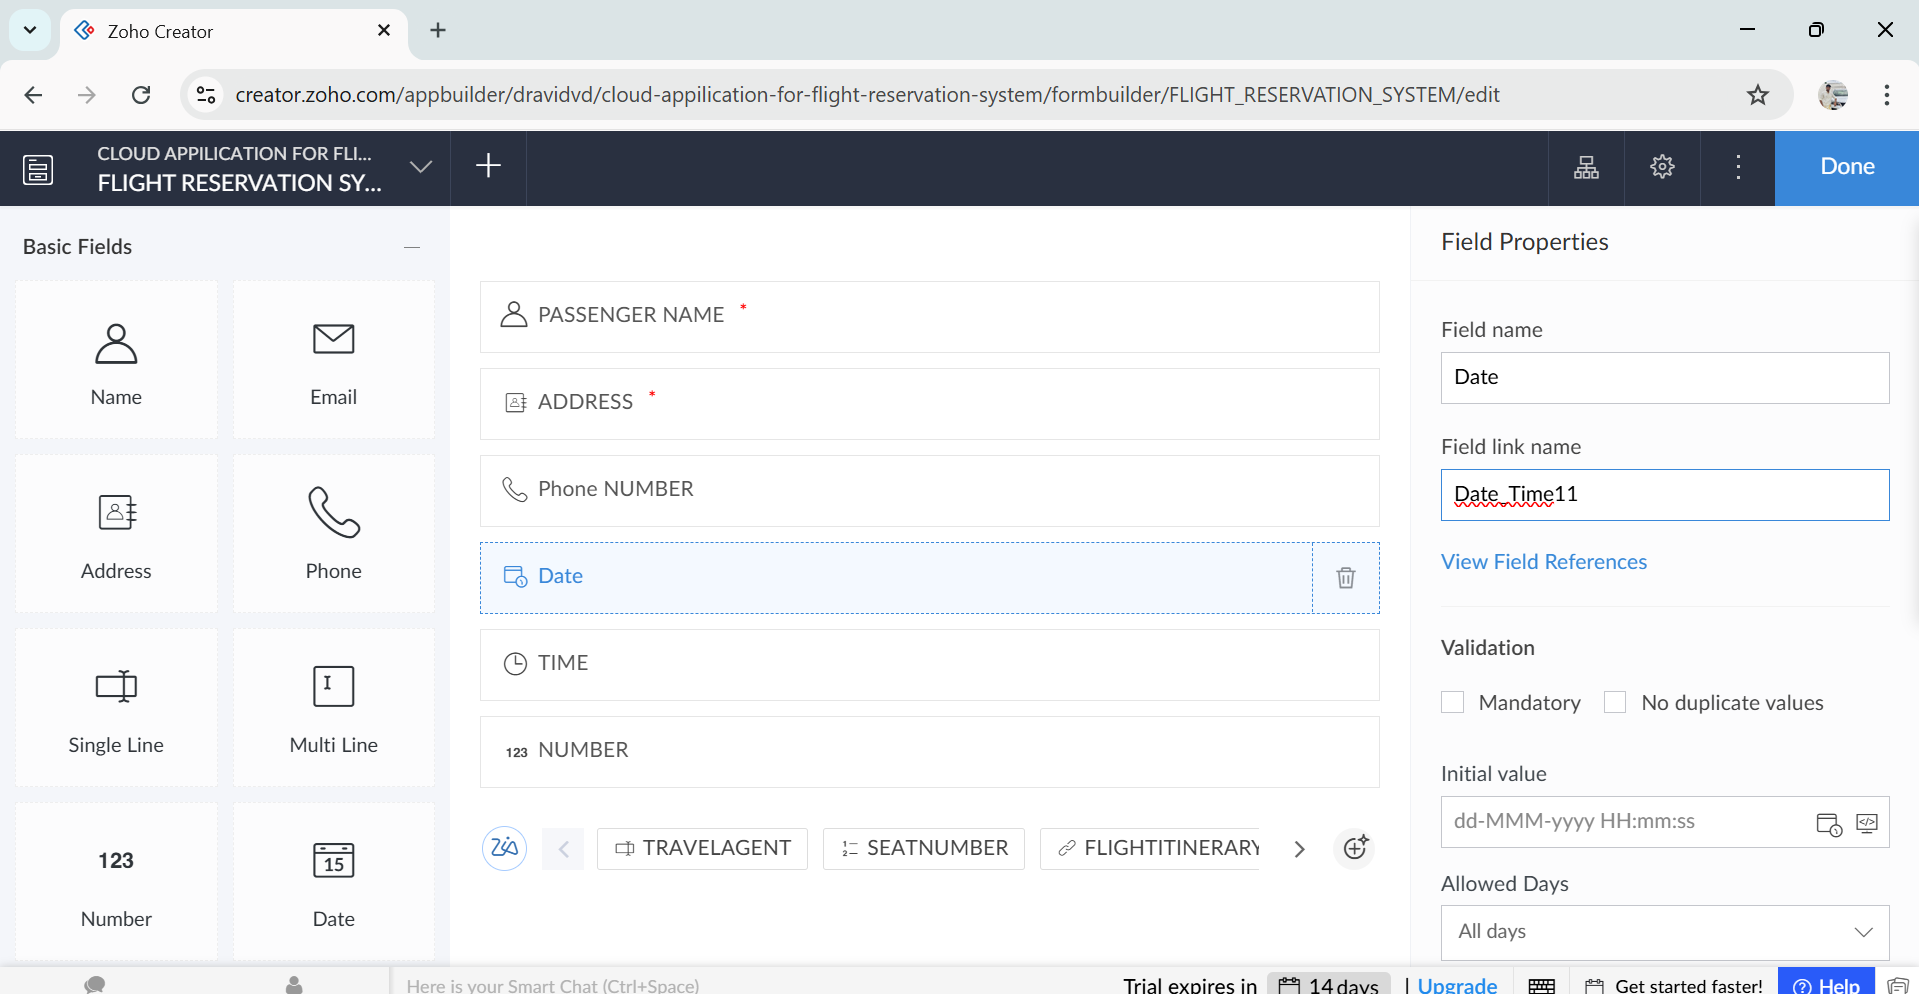 Zoho Creator
creator.zoho.com/appbuilder/dravidvd/cloud-appilication-for-flight-reservation-system/formbuilder/FLIGHT_RESERVATION_SYSTEM/edit
CLOUD APPILICATION FOR FLI...
FLIGHT RESERVATION SY...
Done
Basic Fields
Name
Email
Address
Phone
Single Line
Multi Line
123
Number
15
Date
PASSENGER NAME *
ADDRESS *
Phone NUMBER
Date
TIME
123 NUMBER
Zia
TRAVELAGENT
SEATNUMBER
FLIGHTITINERARY
Field Properties
Field name
Date
Field link name
Date_Time11
View Field References
Validation
Mandatory
No duplicate values
Initial value
dd-MMM-yyyy HH:mm:ss
Allowed Days
All days
Here is your Smart Chat (Ctrl+Space)
Trial expires in 14 days | Upgrade
Get started faster!
Help